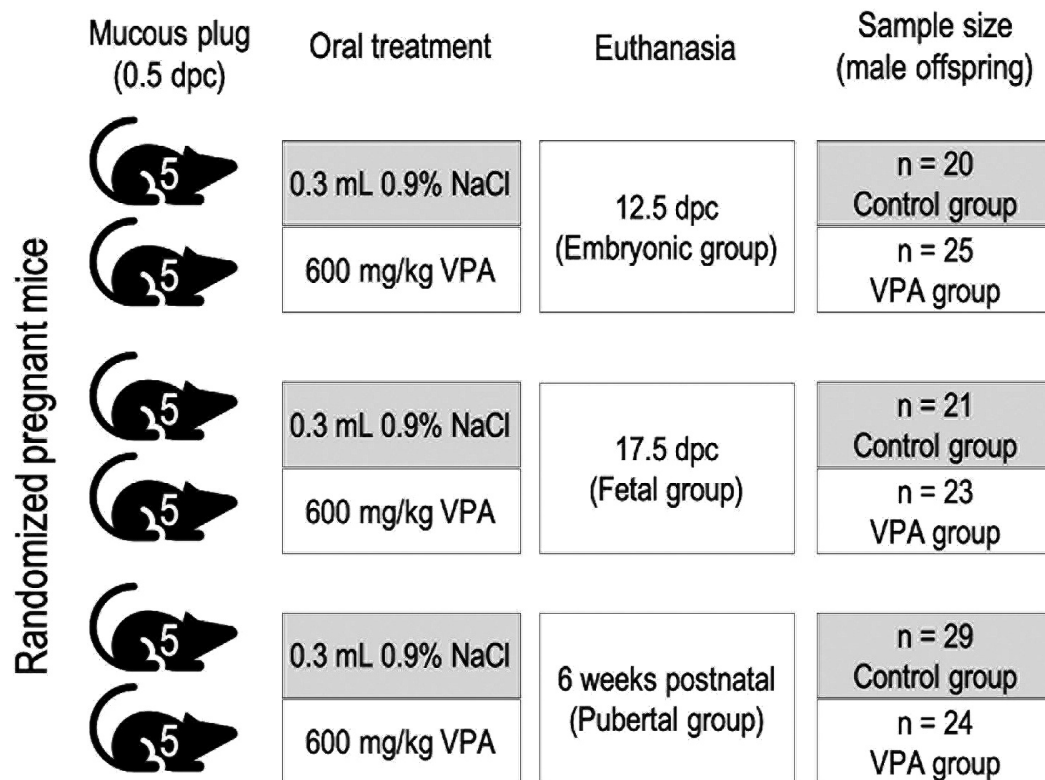 Mucous plug
(0.5 dpc)
Oral treatment
Euthanasia
Sample size
(male offspring)
Randomized pregnant mice
5
0.3 mL 0.9% NaCl
12.5 dpc
(Embryonic group)
n = 20
Control group
5
600 mg/kg VPA
n = 25
VPA group
5
0.3 mL 0.9% NaCl
17.5 dpc
(Fetal group)
n = 21
Control group
5
600 mg/kg VPA
n = 23
VPA group
5
0.3 mL 0.9% NaCl
6 weeks postnatal
(Pubertal group)
n = 29
Control group
5
600 mg/kg VPA
n = 24
VPA group